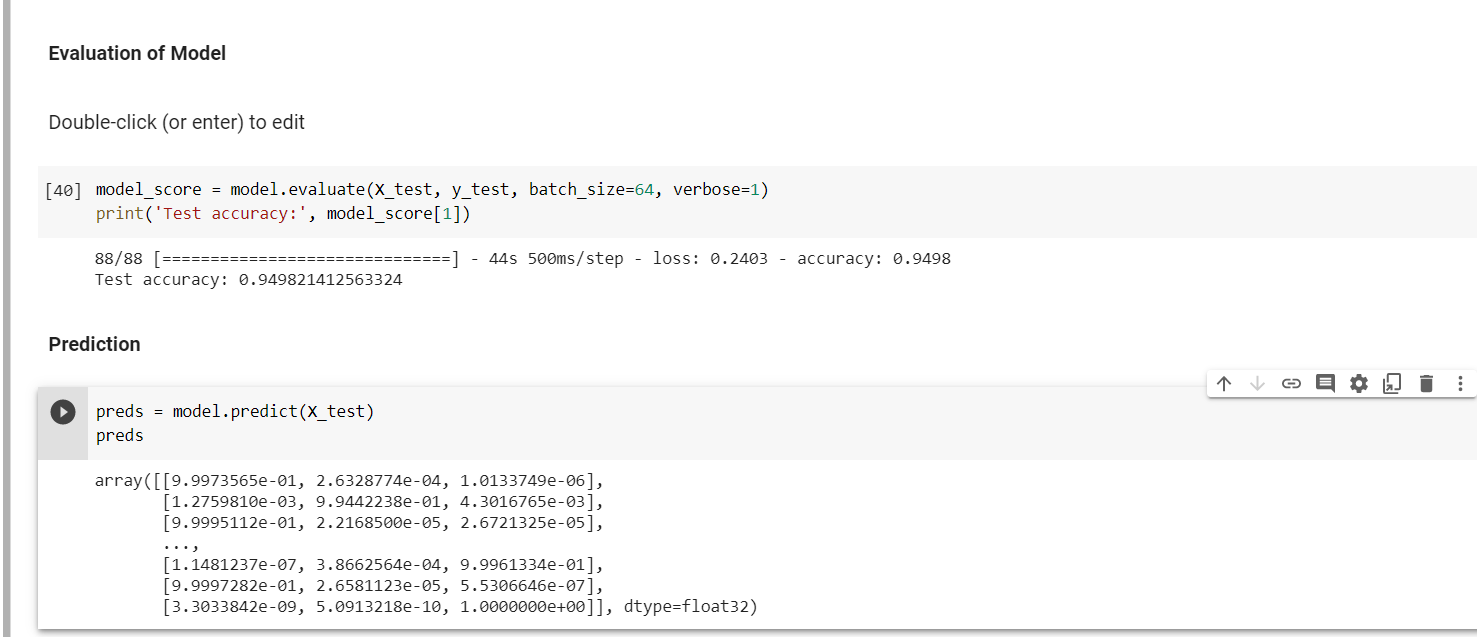 Evaluation of Model
Double-click (or enter) to edit
[40] model_score = model.evaluate(X_test, y_test, batch_size=64, verbose=1)
print('Test accuracy:', model_score[1])
88/88 [==============================] - 44s 500ms/step - loss: 0.2403 - accuracy: 0.9498
Test accuracy: 0.949821412563324
Prediction
preds = model.predict(X_test)
preds
array([[9.9973565e-01, 2.6328774e-04, 1.0133749e-06],
[1.2759810e-03, 9.9442238e-01, 4.3016765e-03],
[9.9995112e-01, 2.2168500e-05, 2.6721325e-05],
...,
[1.1481237e-07, 3.8662564e-04, 9.9961334e-01],
[9.9997282e-01, 2.6581123e-05, 5.5306646e-07],
[3.3033842e-09, 5.0913218e-10, 1.0000000e+00]], dtype=float32)